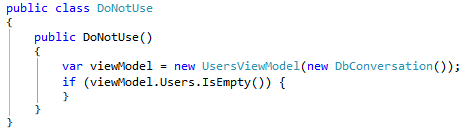 public class DoNotUse
{
    public DoNotUse()
    {
        var viewModel = new UsersViewModel(new DbConversation());
        if (viewModel.Users.IsEmpty()) {
        }
    }
}